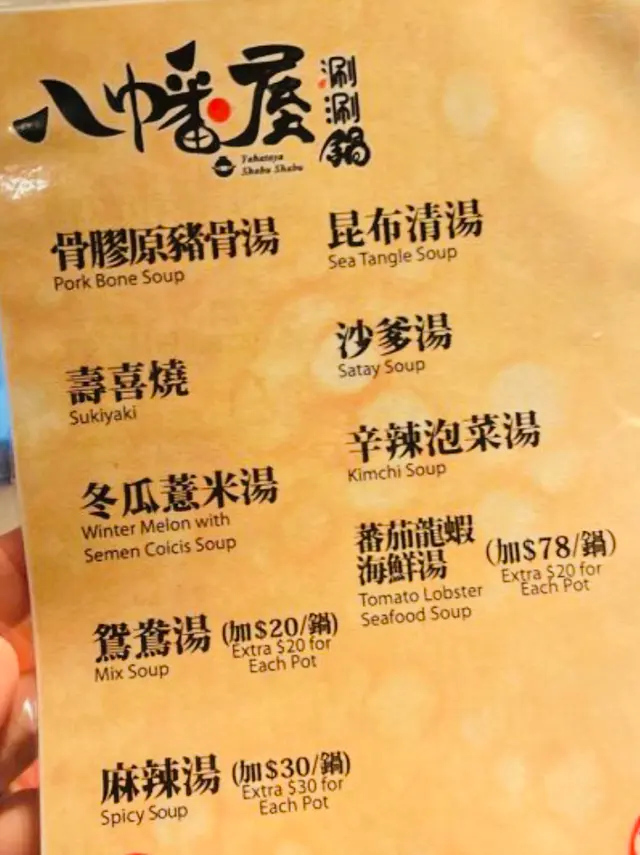 八幡屋
涮涮鍋
Yahataya
Shabu Shabu
骨膠原豬骨湯
Pork Bone Soup
昆布清湯
Sea Tangle Soup
壽喜燒
Sukiyaki
沙爹湯
Satay Soup
辛辣泡菜湯
Kimchi Soup
冬瓜薏米湯
Winter Melon with
Semen Coicis Soup
蕃茄龍蝦
海鮮湯
(加$78/鍋)
Extra $20 for
Each Pot
Tomato Lobster
Seafood Soup
鴛鴦湯 (加$20/鍋)
Mix Soup
Extra $20 for
Each Pot
麻辣湯 (加$30/鍋)
Spicy Soup
Extra $30 for
Each Pot